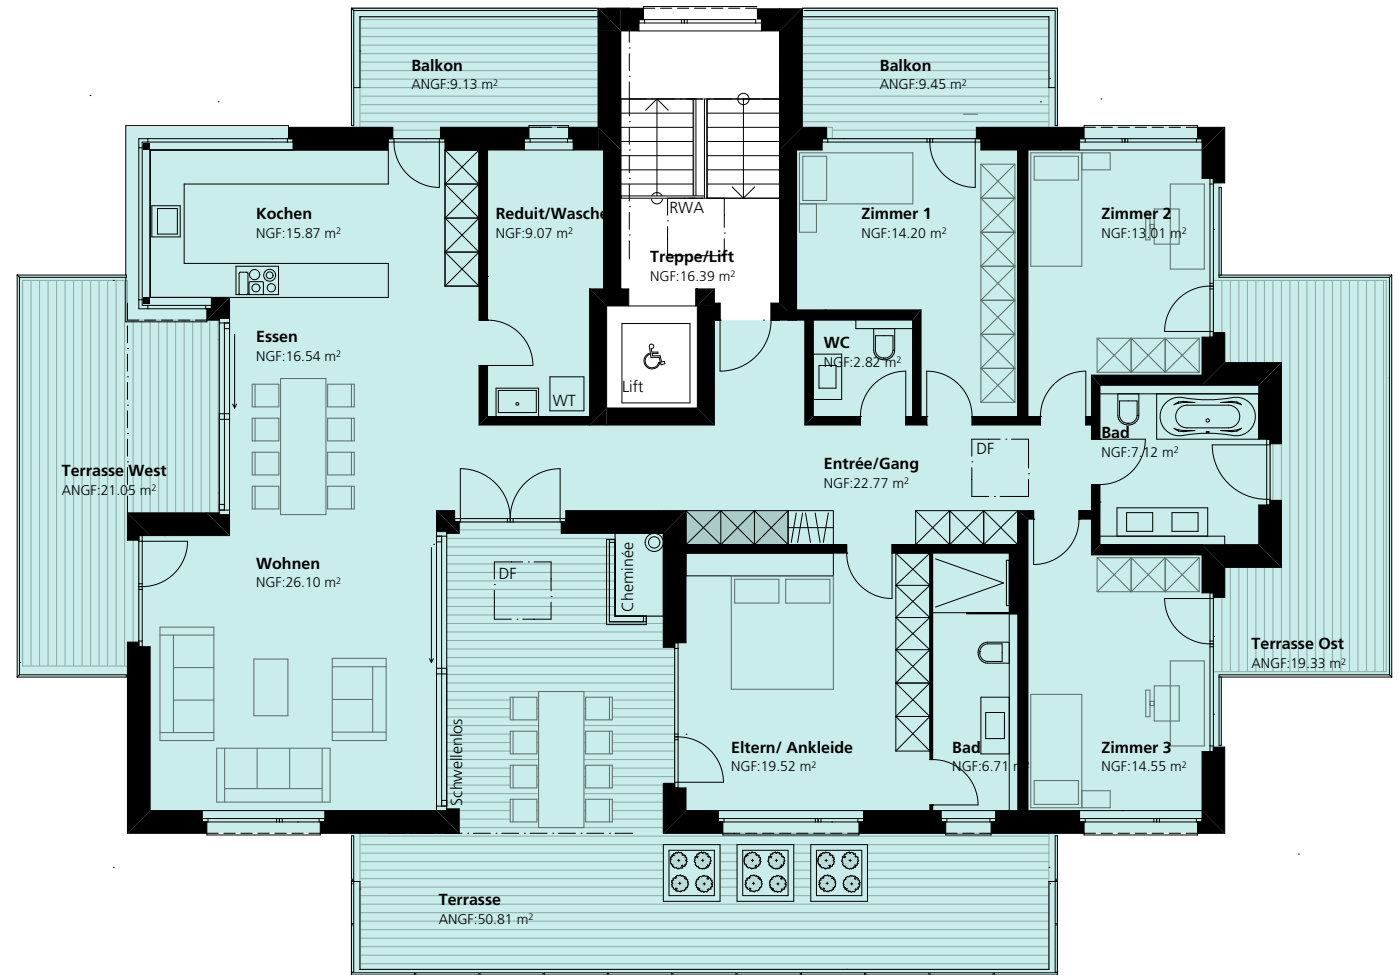 Balkon
ANGF:9.13 m²
Balkon
ANGF:9.45 m²
Kochen
NGF:15.87 m²
Reduit/Wasche
NGF:9.07 m²
RWA
Treppe/Lift
NGF:16.39 m²
Zimmer 1
NGF:14.20 m²
Zimmer 2
NGF:13.01 m²
Essen
NGF:16.54 m²
WC
NGF:2.82 m²
Lift
WT
Terrasse West
ANGF:21.05 m²
Entrée/Gang
NGF:22.77 m²
DF
Bad
NGF:7.12 m²
Wohnen
NGF:26.10 m²
DF
Cheminée
Terrasse Ost
ANGF:19.33 m²
Schwellenlos
Eltern/ Ankleide
NGF:19.52 m²
Bad
NGF:6.71 m
Zimmer 3
NGF:14.55 m²
Terrasse
ANGF:50.81 m²